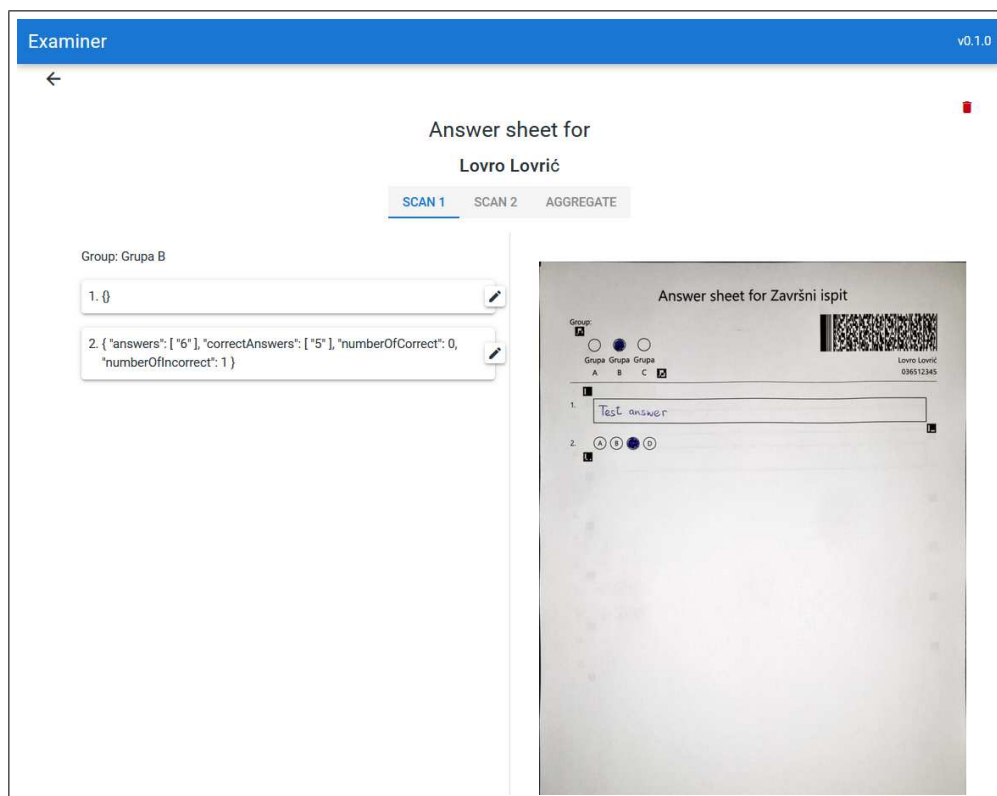 Examiner
v0.1.0
Answer sheet for
Lovro Lovrić
SCAN 1 SCAN 2 AGGREGATE
Group: Grupa B
1. {}
2. { "answers": [ "6" ], "correctAnswers": [ "5" ], "numberOfCorrect": 0,
"numberOfIncorrect": 1 }
Answer sheet for Završni ispit
Group:
Grupa Grupa Grupa
A B C
Lovro Lovrić
036512345
1. Test answer
2. A B D